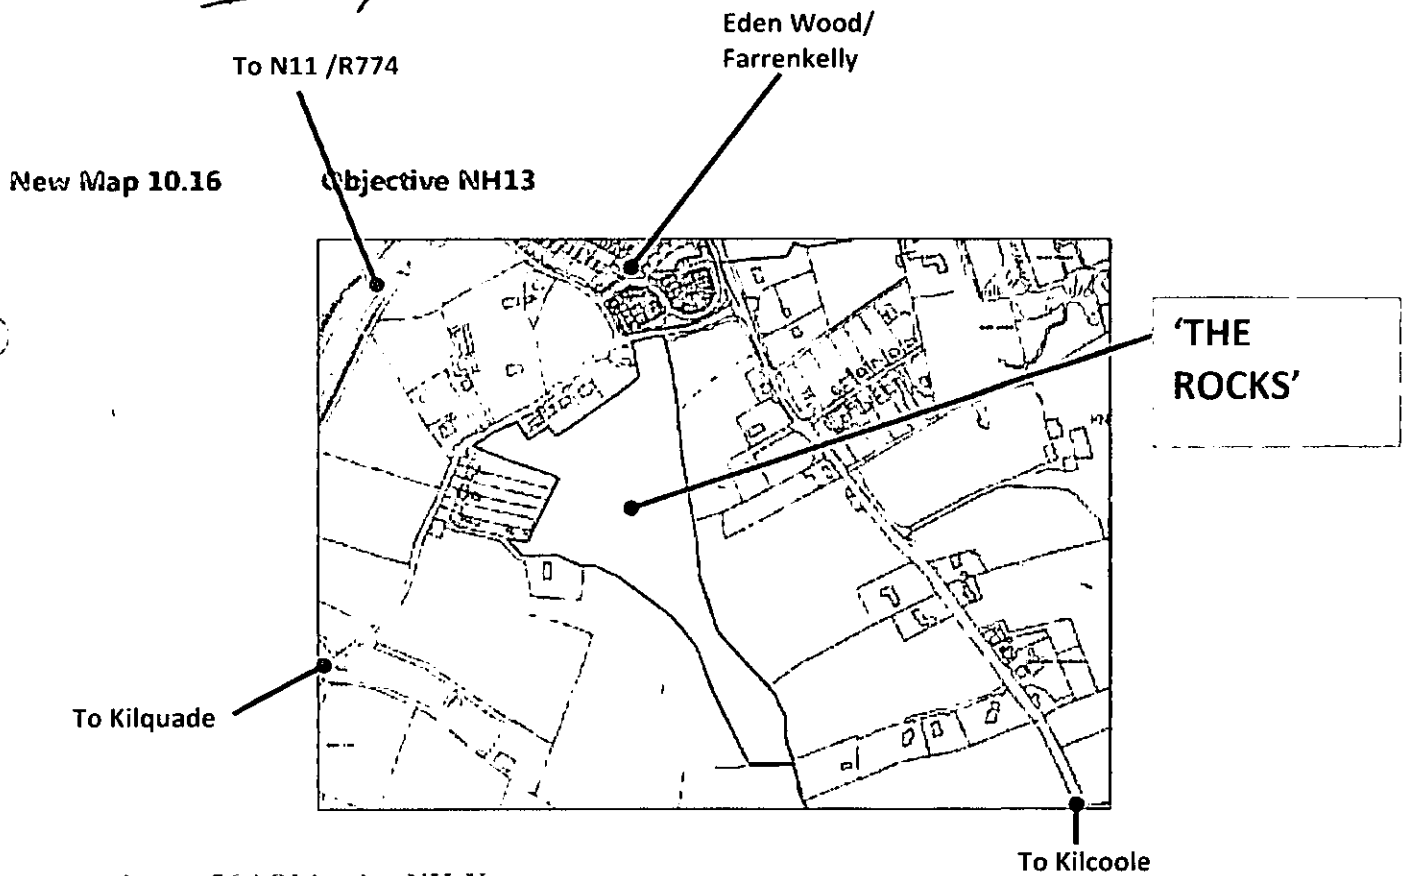 Eden Wood/
Farrenkelly
To N11 /R774
New Map 10.16 Objective NH13
'THE
ROCKS'
To Kilquade
To Kilcoole